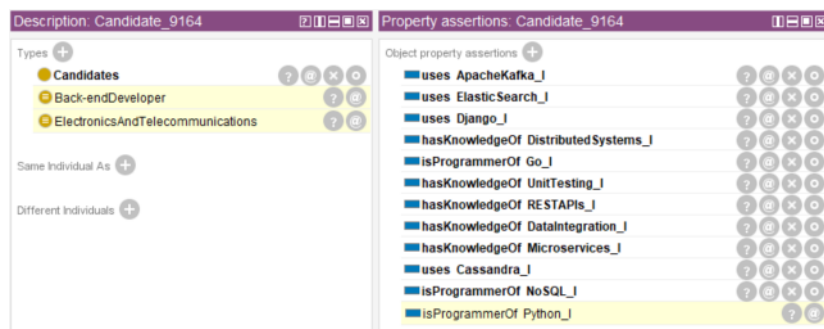 Description: Candidate_9164
Types
Candidates
Back-endDeveloper
ElectronicsAndTelecommunications
Same Individual As
Different Individuals
Property assertions: Candidate_9164
Object property assertions
uses ApacheKafka_I
uses ElasticSearch_I
uses Django_I
hasKnowledgeOf DistributedSystems_I
isProgrammerOf Go_I
hasKnowledgeOf UnitTesting_I
hasKnowledgeOf RESTAPIs_I
hasKnowledgeOf DataIntegration_I
hasKnowledgeOf Microservices_I
uses Cassandra_I
isProgrammerOf NoSQL_I
isProgrammerOf Python_I